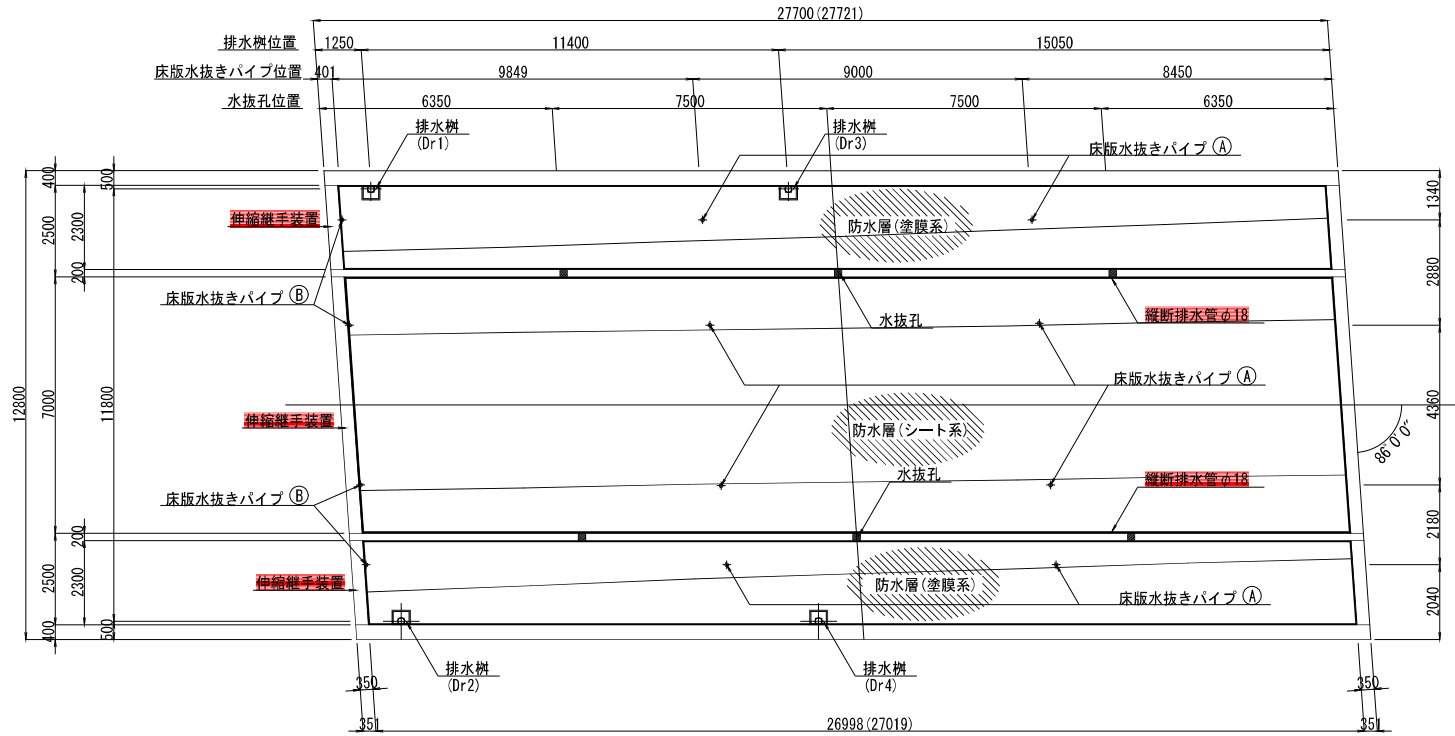 27700(27721)
排水桝位置 1250 11400 15050
床版水抜きパイプ位置 401 9849 9000 8450
水抜孔位置 6350 7500 7500 6350
排水桝
(Dr1)
排水桝
(Dr3)
床版水抜きパイプ Ⓐ
400 500 1340
伸縮継手装置
防水層(塗膜系)
2500 2300
200 2880
床版水抜きパイプ Ⓑ
水抜孔
縦断排水管φ18
床版水抜きパイプ Ⓐ
12800 7000 11800 4360
伸縮継手装置
防水層(シート系)
86°0′0″
水抜孔
縦断排水管φ18
床版水抜きパイプ Ⓑ
200 2180
伸縮継手装置
防水層(塗膜系)
2500 2300
床版水抜きパイプ Ⓐ
2040
400 500
排水桝
(Dr2)
排水桝
(Dr4)
350 350
351 26998(27019) 351